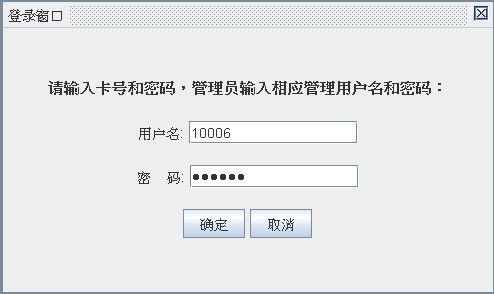 登录窗口
请输入卡号和密码，管理员输入相应管理用户名和密码：
用户名: 10006
密 码: ●●●●●●
确定 取消